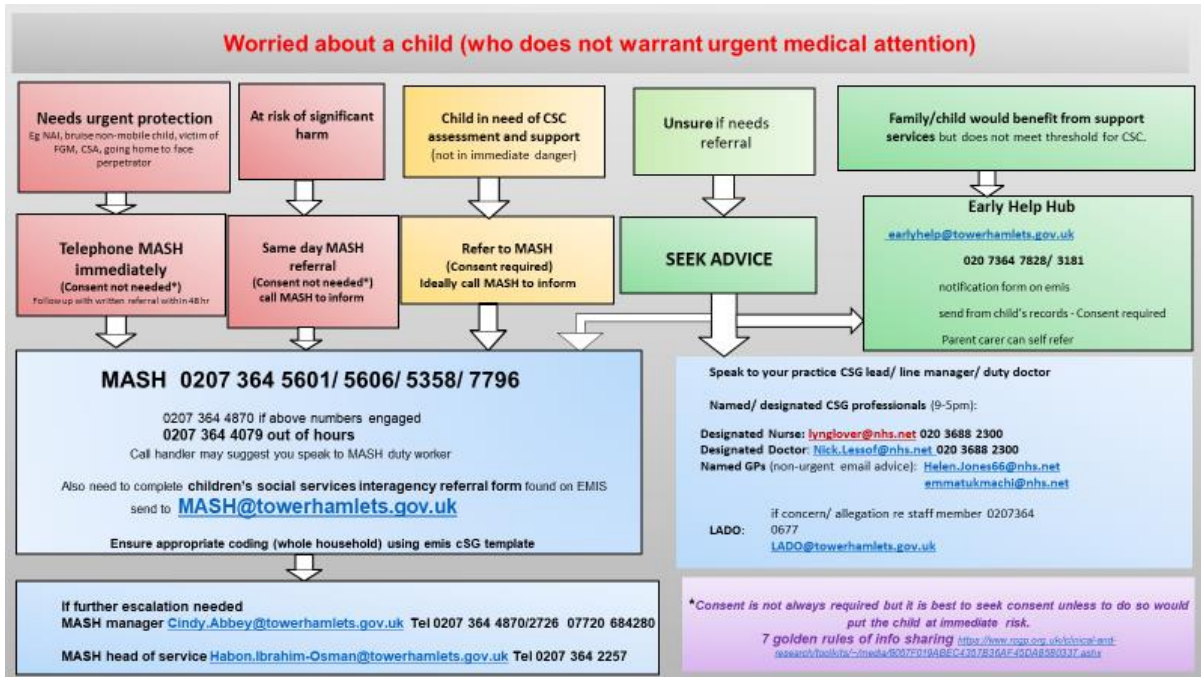 Worried about a child (who does not warrant urgent medical attention)
Needs urgent protection
Eg NAI, bruise non-mobile child, victim of
FGM, CSA, going home to face
perpetrator
At risk of significant
harm
Child in need of CSC
assessment and support
(not in immediate danger)
Unsure if needs
referral
Family/child would benefit from support
services but does not meet threshold for CSC.
Telephone MASH
immediately
(Consent not needed*)
Follow up with written referral within 48hr
Same day MASH
referral
(Consent not needed*)
call MASH to inform
Refer to MASH
(Consent required)
Ideally call MASH to inform
SEEK ADVICE
Early Help Hub
earlyhelp@towerhamlets.gov.uk
020 7364 7828/ 3181
notification form on emis
send from child's records - Consent required
Parent carer can self refer
MASH 0207 364 5601/ 5606/ 5358/ 7796
0207 364 4870 if above numbers engaged
0207 364 4079 out of hours
Call handler may suggest you speak to MASH duty worker
Also need to complete children's social services interagency referral form found on EMIS
send to MASH@towerhamlets.gov.uk
Ensure appropriate coding (whole household) using emis cSG template
Speak to your practice CSG lead/ line manager/ duty doctor
Named/ designated CSG professionals (9-5pm):
Designated Nurse: lynglover@nhs.net 020 3688 2300
Designated Doctor: Nick.Lessof@nhs.net 020 3688 2300
Named GPs (non-urgent email advice): Helen.Jones66@nhs.net
emmatukmachi@nhs.net
if concern/ allegation re staff member 0207364
LADO: 0677
LADO@towerhamlets.gov.uk
If further escalation needed
MASH manager Cindy.Abbey@towerhamlets.gov.uk Tel 0207 364 4870/2726 07720 684280
MASH head of service Habon.Ibrahim-Osman@towerhamlets.gov.uk Tel 0207 364 2257
*Consent is not always required but it is best to seek consent unless to do so would
put the child at immediate risk.
7 golden rules of info sharing